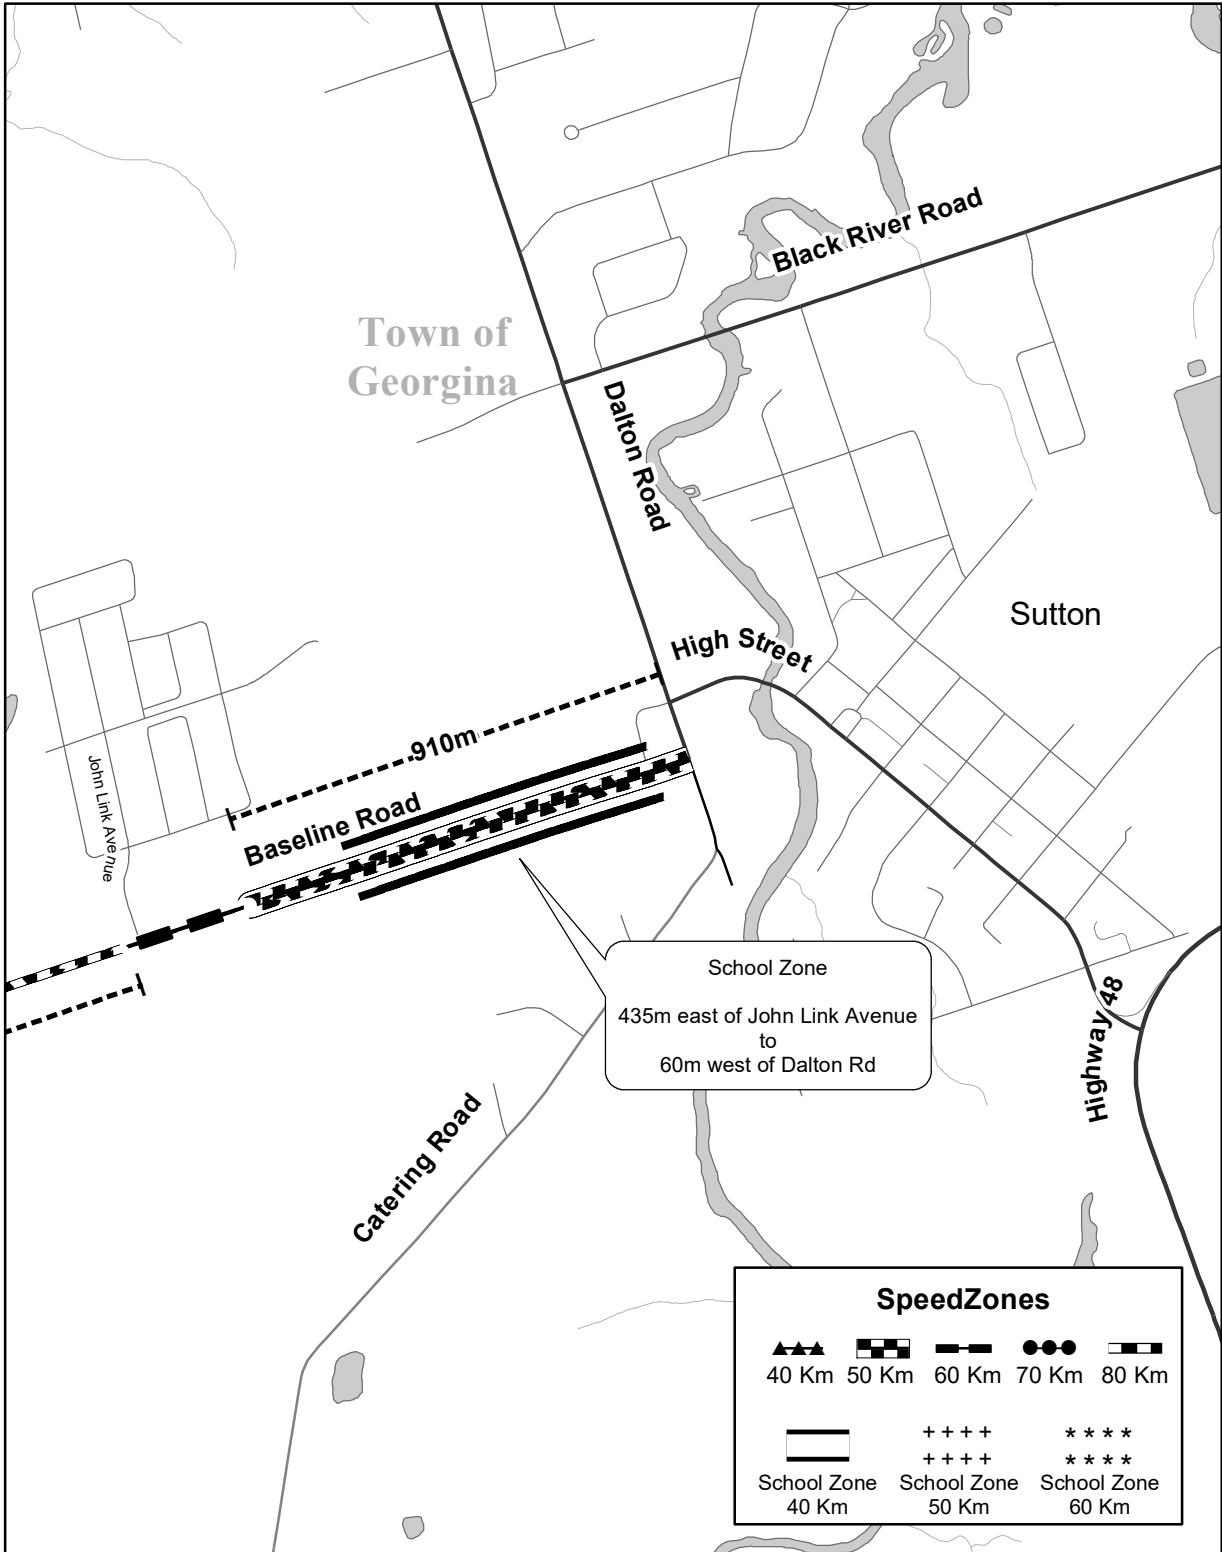 Black River Road
Town of
Georgina
Dalton Road
Sutton
High Street
910m
John Link Avenue
Baseline Road
School Zone
435m east of John Link Avenue
to
60m west of Dalton Rd
Highway 48
Catering Road
SpeedZones
40 Km 50 Km 60 Km 70 Km 80 Km
School Zone School Zone School Zone
40 Km 50 Km 60 Km